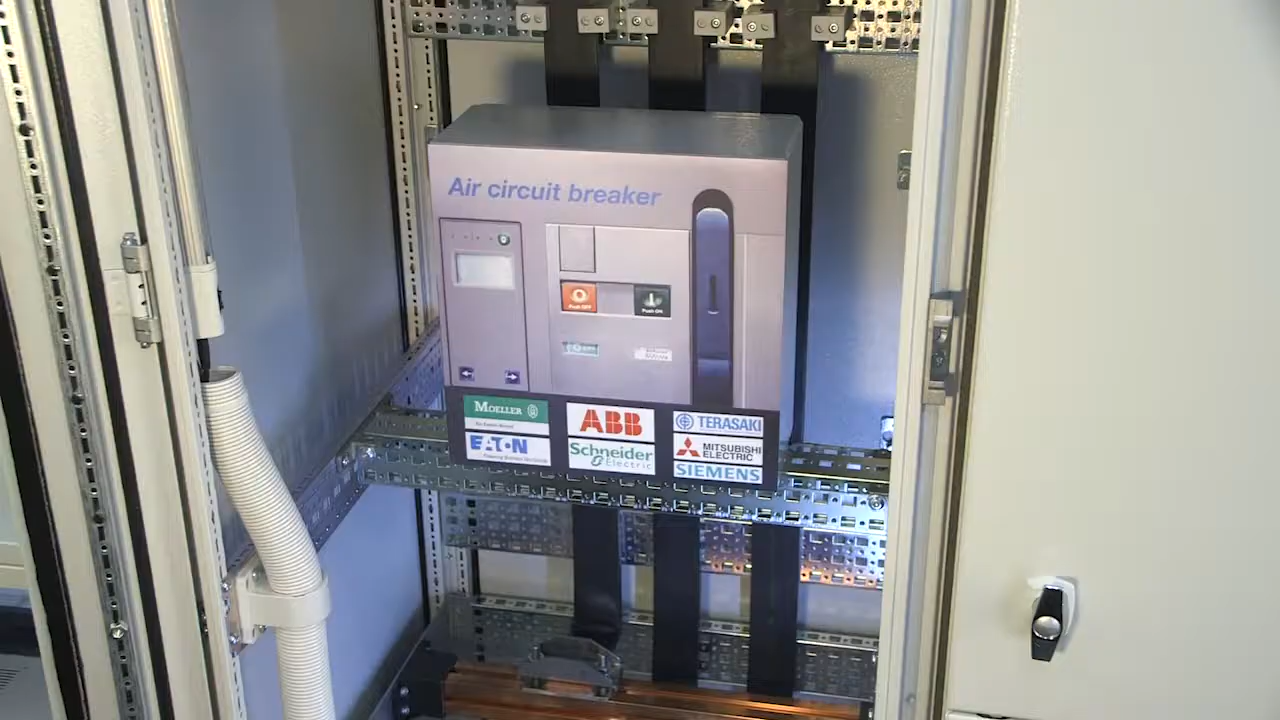 Air circuit breaker
Push OFF
Push ON
MOELLER
ABB
TERASAKI
EATON
Schneider
Electric
MITSUBISHI
ELECTRIC
SIEMENS